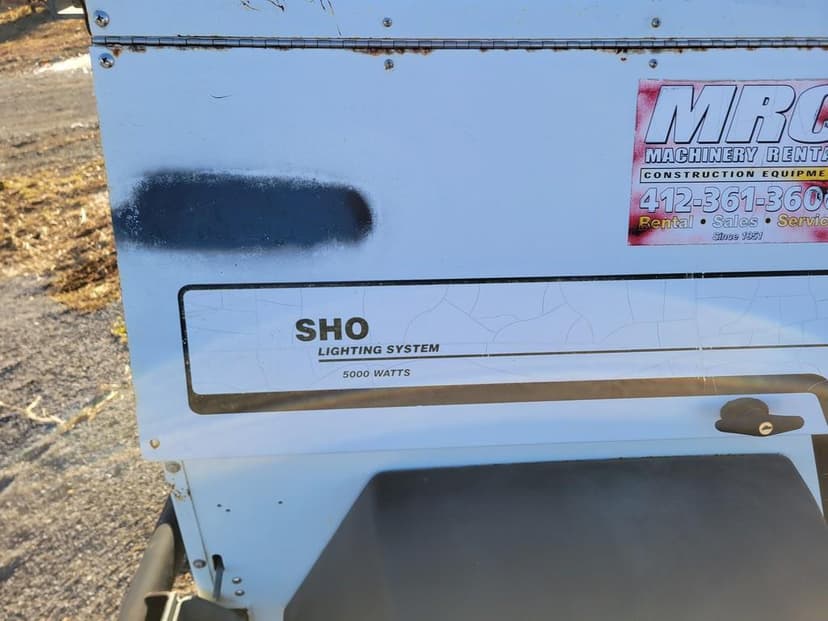 MRC
MACHINERY RENTA
CONSTRUCTION EQUIPME
412-361-360
Rental • Sales • Servic
Since 1951
SHO
LIGHTING SYSTEM
5000 WATTS